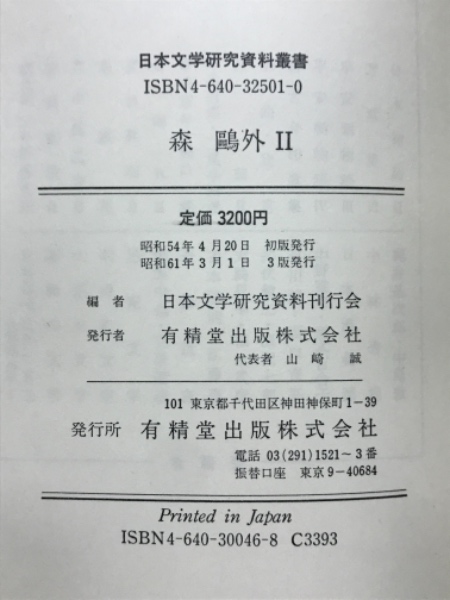 日本文学研究資料叢書
ISBN4-640-32501-0
森 鷗外 II
定価 3200円
昭和54年4月20日 初版発行
昭和61年3月1日 3版発行
編者 日本文学研究資料刊行会
発行者 有精堂出版株式会社
代表者 山崎 誠
101 東京都千代田区神田神保町1-39
発行所 有精堂出版株式会社
電話 03(291)1521～3番
振替口座 東京9-40684
Printed in Japan
ISBN4-640-30046-8 C3393